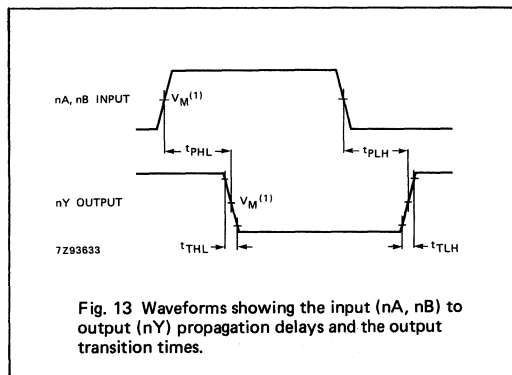 nA, nB INPUT
VM(1)
tPHL
tPLH
nY OUTPUT
VM(1)
7Z93633
tTHL
tTLH
Fig. 13 Waveforms showing the input (nA, nB) to
output (nY) propagation delays and the output
transition times.